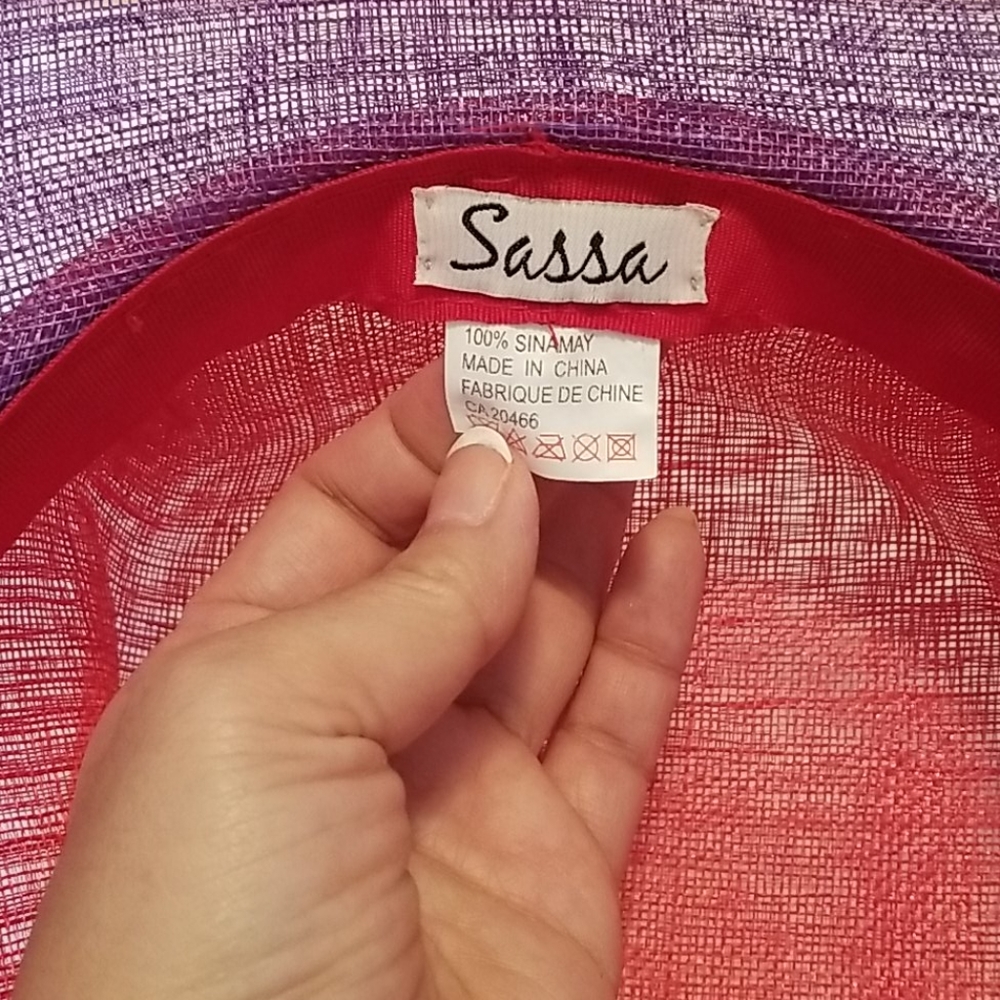 Sassa
100% SINAMAY
MADE IN CHINA
FABRIQUE DE CHINE
CA 20466